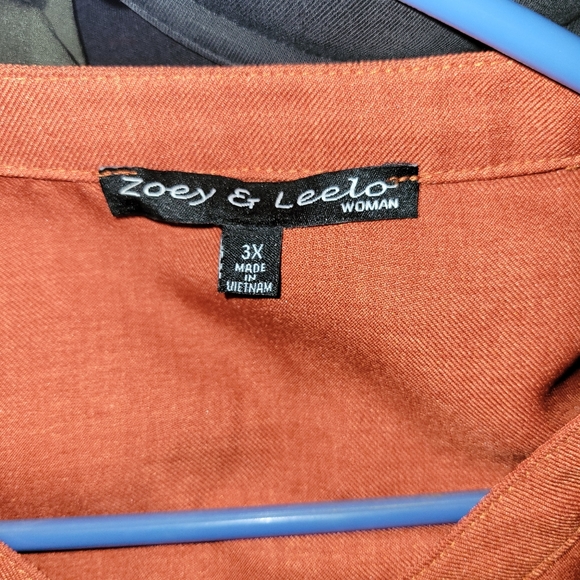 Zoey & Leelo
WOMAN
3X
MADE
IN
VIETNAM